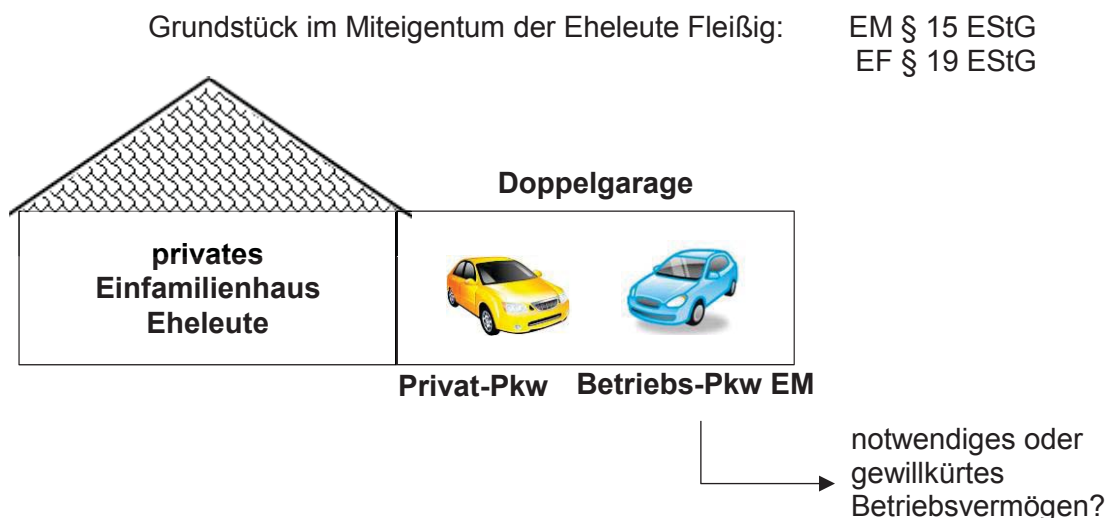 Grundstück im Miteigentum der Eheleute Fleißig: EM § 15 EStG
EF § 19 EStG
Doppelgarage
privates
Einfamilienhaus
Eheleute
Privat-Pkw Betriebs-Pkw EM
notwendiges oder
gewillkürtes
Betriebsvermögen?